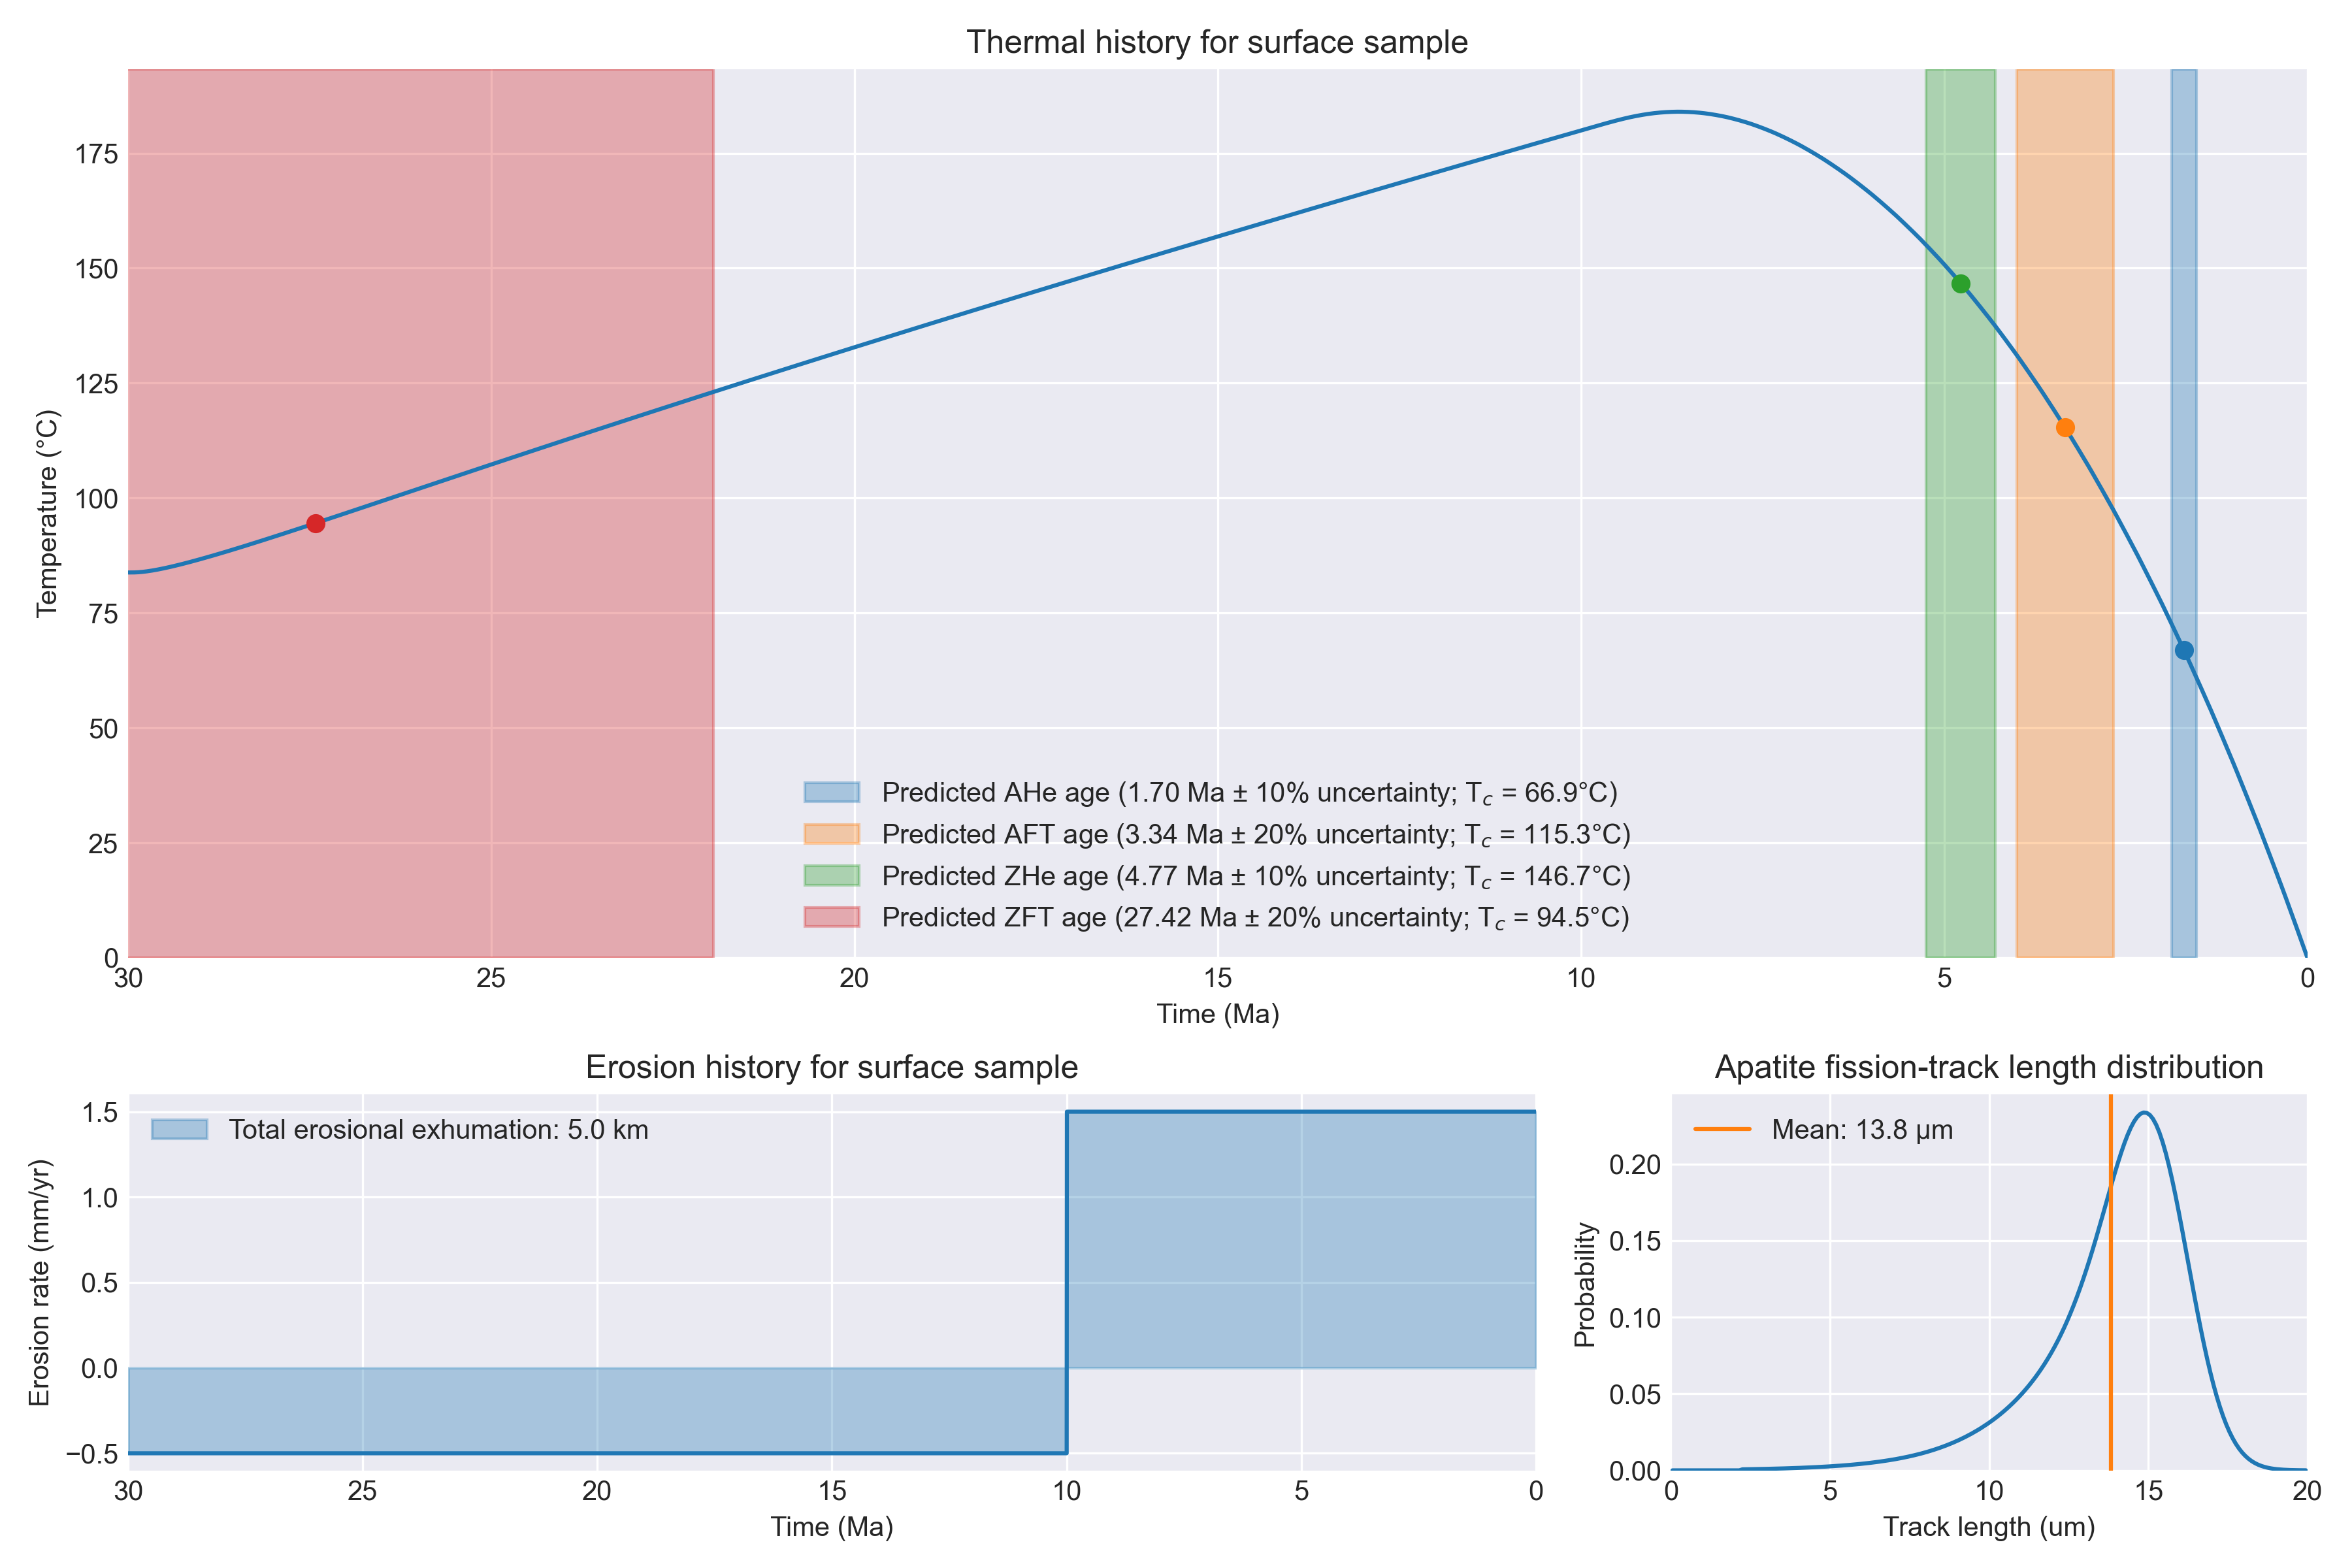 Thermal history for surface sample
Temperature (°C)
175
150
125
100
75
50
25
0
Predicted AHe age (1.70 Ma ± 10% uncertainty; Tc = 66.9°C)
Predicted AFT age (3.34 Ma ± 20% uncertainty; Tc = 115.3°C)
Predicted ZHe age (4.77 Ma ± 10% uncertainty; Tc = 146.7°C)
Predicted ZFT age (27.42 Ma ± 20% uncertainty; Tc = 94.5°C)
30 25 20 15 10 5 0
Time (Ma)
Erosion history for surface sample
Erosion rate (mm/yr)
1.5
1.0
0.5
0.0
−0.5
Total erosional exhumation: 5.0 km
30 25 20 15 10 5 0
Time (Ma)
Apatite fission-track length distribution
Probability
0.20
0.15
0.10
0.05
0.00
Mean: 13.8 µm
0 5 10 15 20
Track length (um)